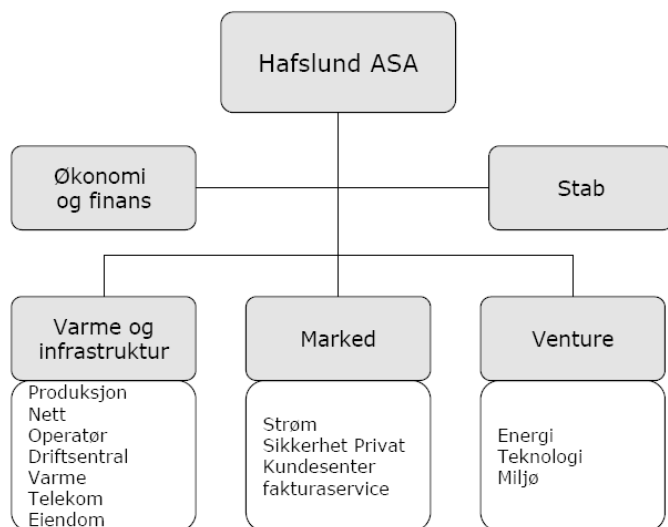 Hafslund ASA
Økonomi
og finans
Stab
Varme og
infrastruktur
Produksjon
Nett
Operatør
Driftsentral
Varme
Telekom
Eiendom
Marked
Strøm
Sikkerhet Privat
Kundesenter
fakturaservice
Venture
Energi
Teknologi
Miljø